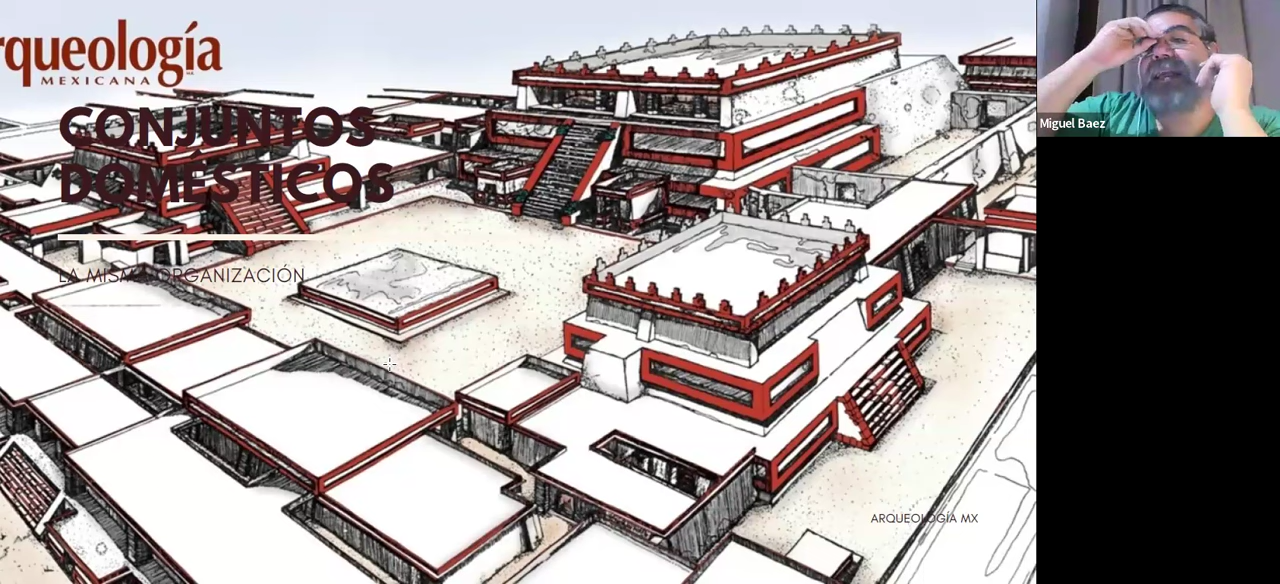 rqueología
MEXICANA
CONJUNTOS
DOMÉSTICOS
LA MISMA ORGANIZACIÓN
ARQUEOLOGÍA MX
Miguel Baez